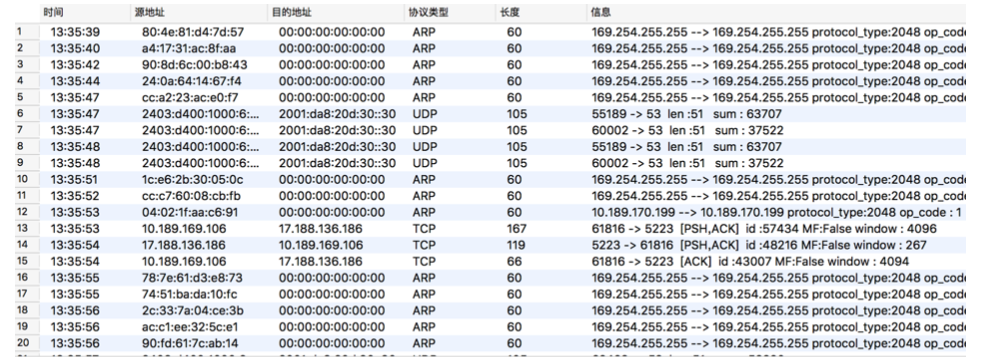 时间 源地址 目的地址 协议类型 长度 信息
1 13:35:39 80:4e:81:d4:7d:57 00:00:00:00:00:00 ARP 60 169.254.255.255 --> 169.254.255.255 protocol_type:2048 op_code
2 13:35:40 a4:17:31:ac:8f:aa 00:00:00:00:00:00 ARP 60 169.254.255.255 --> 169.254.255.255 protocol_type:2048 op_code
3 13:35:42 90:8d:6c:00:b8:43 00:00:00:00:00:00 ARP 60 169.254.255.255 --> 169.254.255.255 protocol_type:2048 op_code
4 13:35:44 24:0a:64:14:67:f4 00:00:00:00:00:00 ARP 60 169.254.255.255 --> 169.254.255.255 protocol_type:2048 op_code
5 13:35:47 cc:a2:23:ac:e0:f7 00:00:00:00:00:00 ARP 60 169.254.255.255 --> 169.254.255.255 protocol_type:2048 op_code
6 13:35:47 2403:d400:1000:6:... 2001:da8:20d:30::30 UDP 105 55189 -> 53 len :51 sum : 63707
7 13:35:47 2403:d400:1000:6:... 2001:da8:20d:30::30 UDP 105 60002 -> 53 len :51 sum : 37522
8 13:35:48 2403:d400:1000:6:... 2001:da8:20d:30::30 UDP 105 55189 -> 53 len :51 sum : 63707
9 13:35:48 2403:d400:1000:6:... 2001:da8:20d:30::30 UDP 105 60002 -> 53 len :51 sum : 37522
10 13:35:51 1c:e6:2b:30:05:0c 00:00:00:00:00:00 ARP 60 169.254.255.255 --> 169.254.255.255 protocol_type:2048 op_code
11 13:35:52 cc:c7:60:08:cb:fb 00:00:00:00:00:00 ARP 60 169.254.255.255 --> 169.254.255.255 protocol_type:2048 op_code
12 13:35:53 04:02:1f:aa:c6:91 00:00:00:00:00:00 ARP 60 10.189.170.199 --> 10.189.170.199 protocol_type:2048 op_code : 1
13 13:35:53 10.189.169.106 17.188.136.186 TCP 167 61816 -> 5223 [PSH,ACK] id :57434 MF:False window : 4096
14 13:35:54 17.188.136.186 10.189.169.106 TCP 119 5223 -> 61816 [PSH,ACK] id :48216 MF:False window : 267
15 13:35:54 10.189.169.106 17.188.136.186 TCP 66 61816 -> 5223 [ACK] id :43007 MF:False window : 4094
16 13:35:55 78:7e:61:d3:e8:73 00:00:00:00:00:00 ARP 60 169.254.255.255 --> 169.254.255.255 protocol_type:2048 op_code
17 13:35:55 74:51:ba:da:10:fc 00:00:00:00:00:00 ARP 60 169.254.255.255 --> 169.254.255.255 protocol_type:2048 op_code
18 13:35:56 2c:33:7a:04:ce:3b 00:00:00:00:00:00 ARP 60 169.254.255.255 --> 169.254.255.255 protocol_type:2048 op_code
19 13:35:56 ac:c1:ee:32:5c:e1 00:00:00:00:00:00 ARP 60 169.254.255.255 --> 169.254.255.255 protocol_type:2048 op_code
20 13:35:56 90:fd:61:7c:ab:14 00:00:00:00:00:00 ARP 60 169.254.255.255 --> 169.254.255.255 protocol_type:2048 op_code